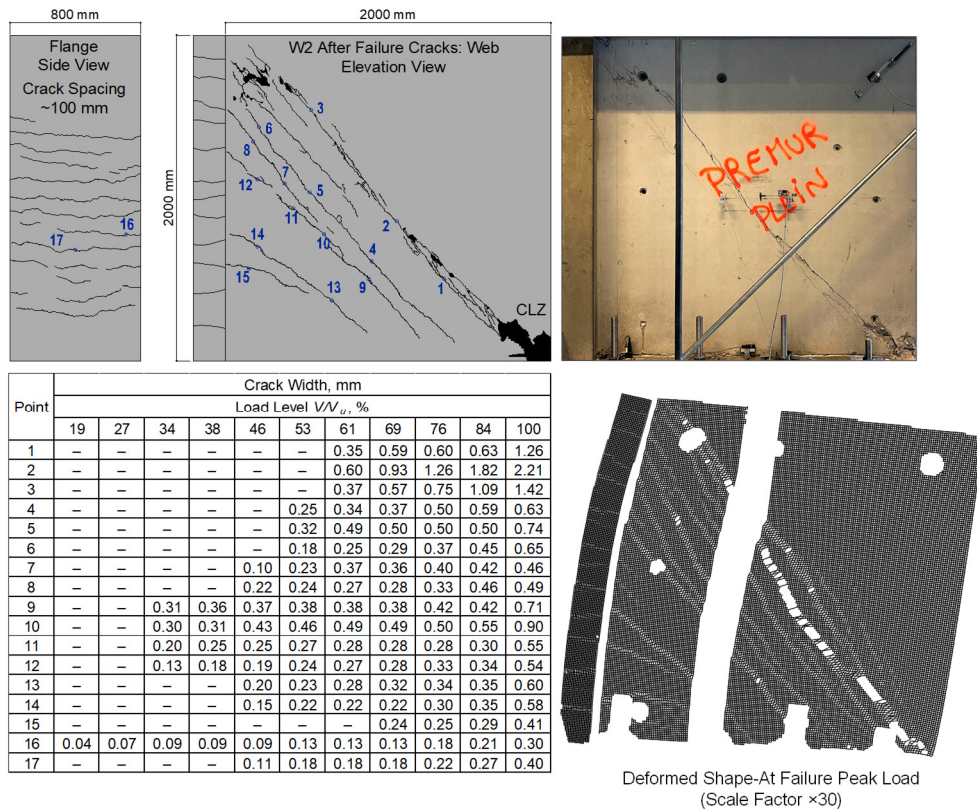 800 mm
2000 mm
Flange
Side View
Crack Spacing
~100 mm
W2 After Failure Cracks: Web
Elevation View
2000 mm
3
6
8
7
12
5
11
2
16
17
10
14
4
15
9
13
1
CLZ
PREMUR
PLEIN
Point
Crack Width, mm
Load Level V/Vu, %
19 27 34 38 46 53 61 69 76 84 100
1 – – – – – – 0.35 0.59 0.60 0.63 1.26
2 – – – – – – 0.60 0.93 1.26 1.82 2.21
3 – – – – – – 0.37 0.57 0.75 1.09 1.42
4 – – – – – 0.25 0.34 0.37 0.50 0.59 0.63
5 – – – – – 0.32 0.49 0.50 0.50 0.50 0.74
6 – – – – – 0.18 0.25 0.29 0.37 0.45 0.65
7 – – – – 0.10 0.23 0.37 0.36 0.40 0.42 0.46
8 – – – – 0.22 0.24 0.27 0.28 0.33 0.46 0.49
9 – – 0.31 0.36 0.37 0.38 0.38 0.38 0.42 0.42 0.71
10 – – 0.30 0.31 0.43 0.46 0.49 0.49 0.50 0.55 0.90
11 – – 0.20 0.25 0.25 0.27 0.28 0.28 0.28 0.30 0.55
12 – – 0.13 0.18 0.19 0.24 0.27 0.28 0.33 0.34 0.54
13 – – – – 0.20 0.23 0.28 0.32 0.34 0.35 0.60
14 – – – – 0.15 0.22 0.22 0.22 0.30 0.35 0.58
15 – – – – – – – 0.24 0.25 0.29 0.41
16 0.04 0.07 0.09 0.09 0.09 0.13 0.13 0.13 0.18 0.21 0.30
17 – – – – 0.11 0.18 0.18 0.18 0.22 0.27 0.40
Deformed Shape-At Failure Peak Load
(Scale Factor ×30)